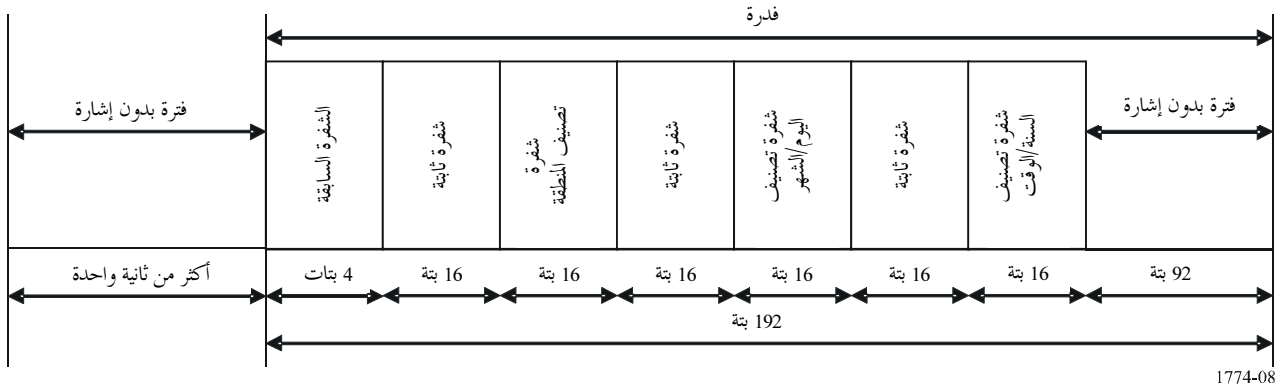 فدرة
فترة بدون إشارة
الشفرة السابقة
شفرة ثابتة
شفرة
تصنيف المنطقة
شفرة ثابتة
شفرة تصنيف
اليوم/الشهر
شفرة ثابتة
شفرة تصنيف
السنة/الوقت
فترة بدون إشارة
أكثر من ثانية واحدة
4 بتات
16 بتة
16 بتة
16 بتة
16 بتة
16 بتة
16 بتة
92 بتة
192 بتة
1774-08